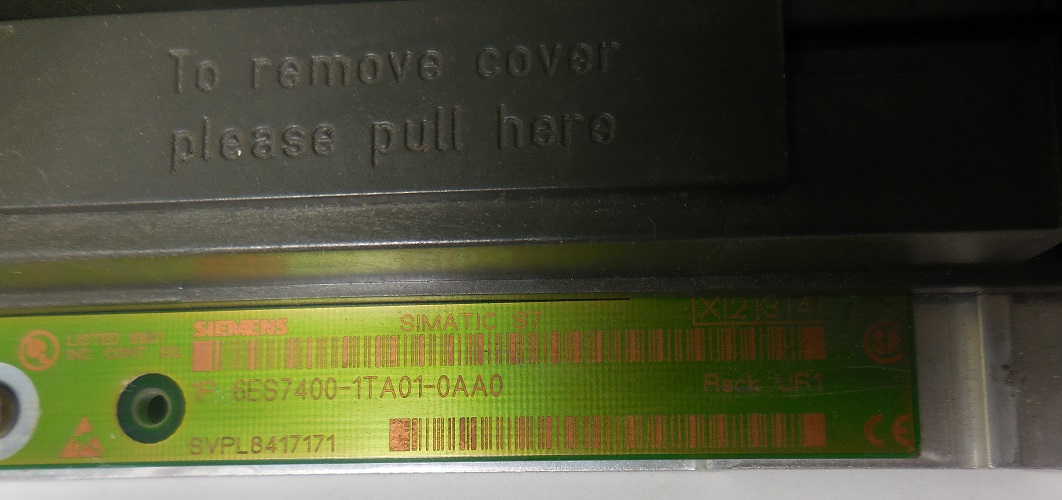 To remove cover
please pull here
SIEMENS
SIMATIC S7
X 2 3 4
1P 6ES7400-1TA01-0AA0
Rack UR1
SVPL8417171
CE